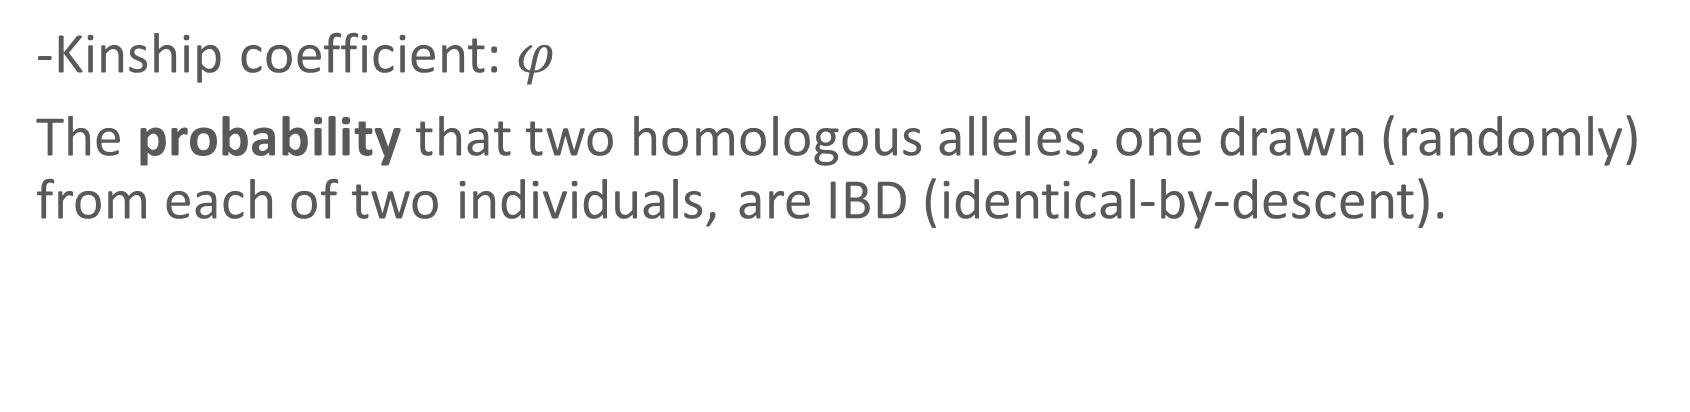 -Kinship coefficient: φ
The probability that two homologous alleles, one drawn (randomly)
from each of two individuals, are IBD (identical-by-descent).